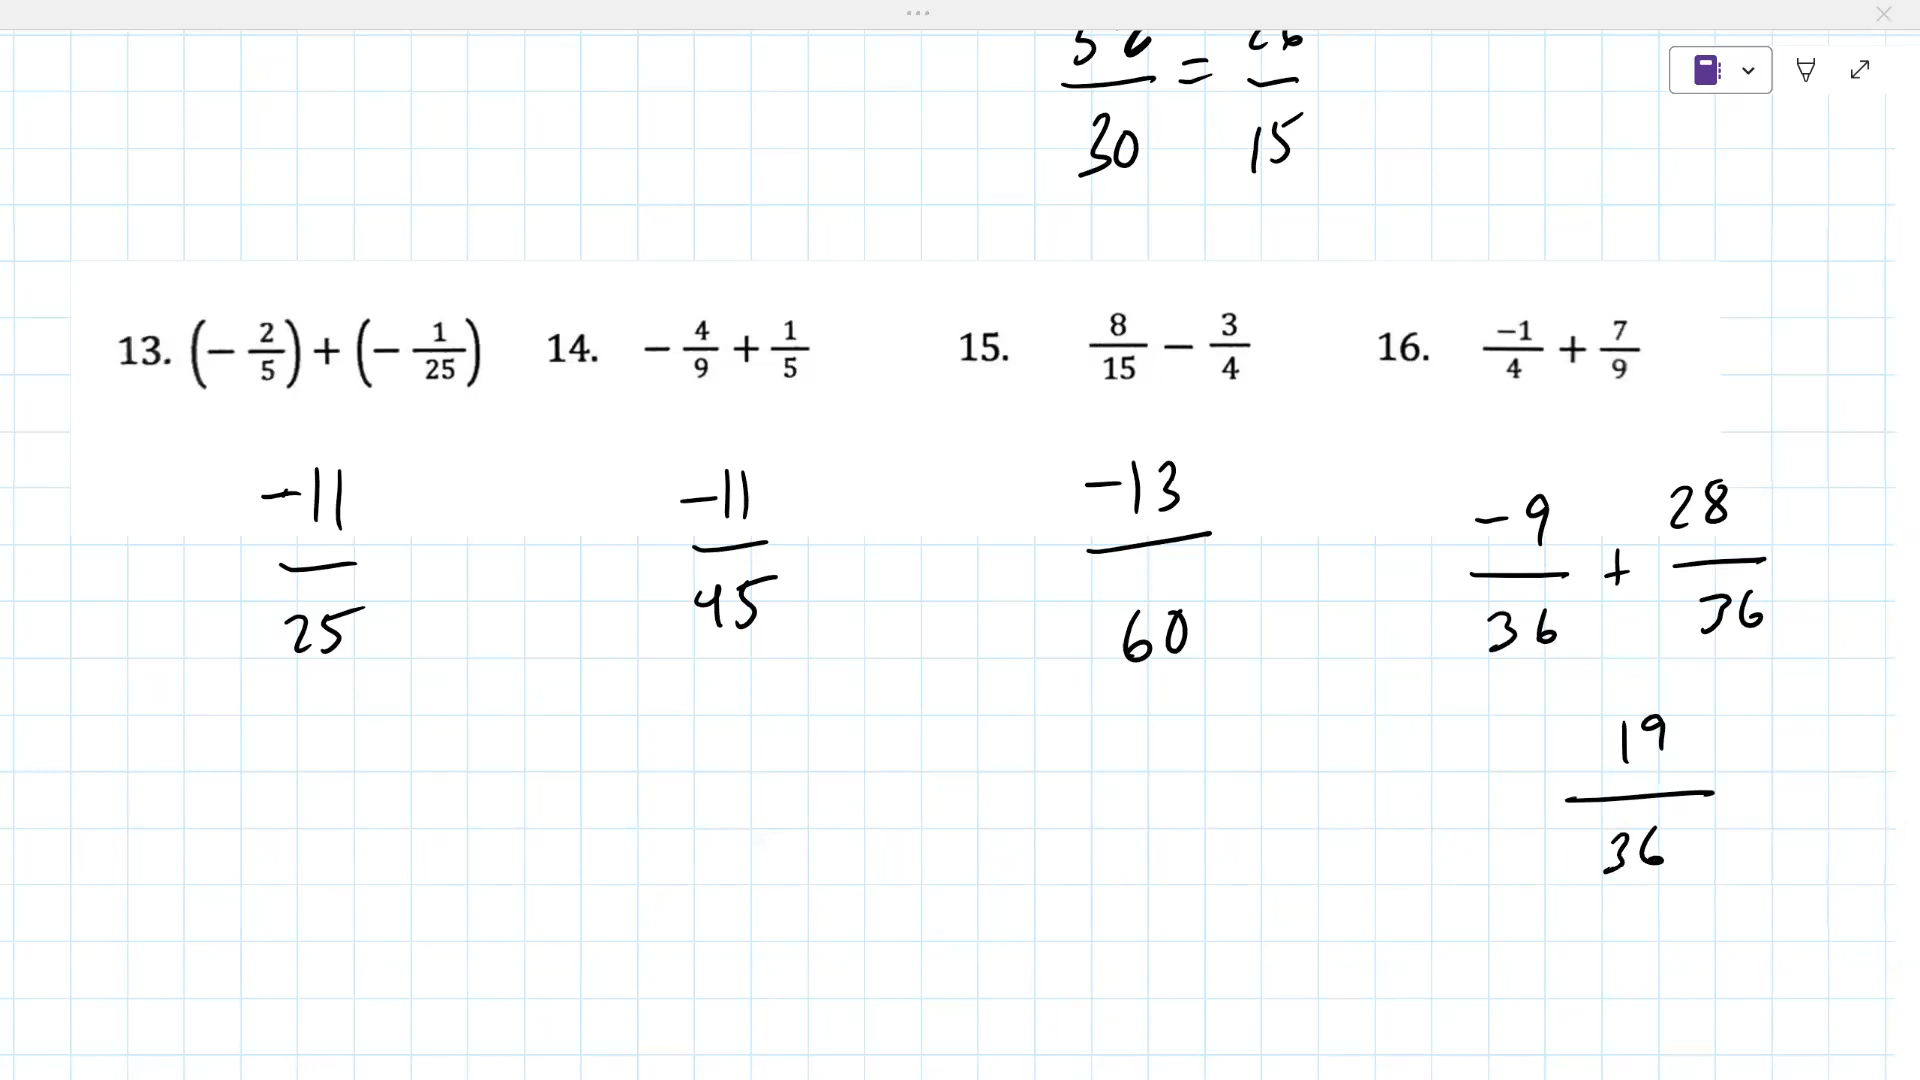 = 
30 15
13. (− 2/5) + (− 1/25) 14. − 4/9 + 1/5 15. 8/15 − 3/4 16. −1/4 + 7/9
−11/25 −11/45 −13/60 −9/36 + 28/36
19/36